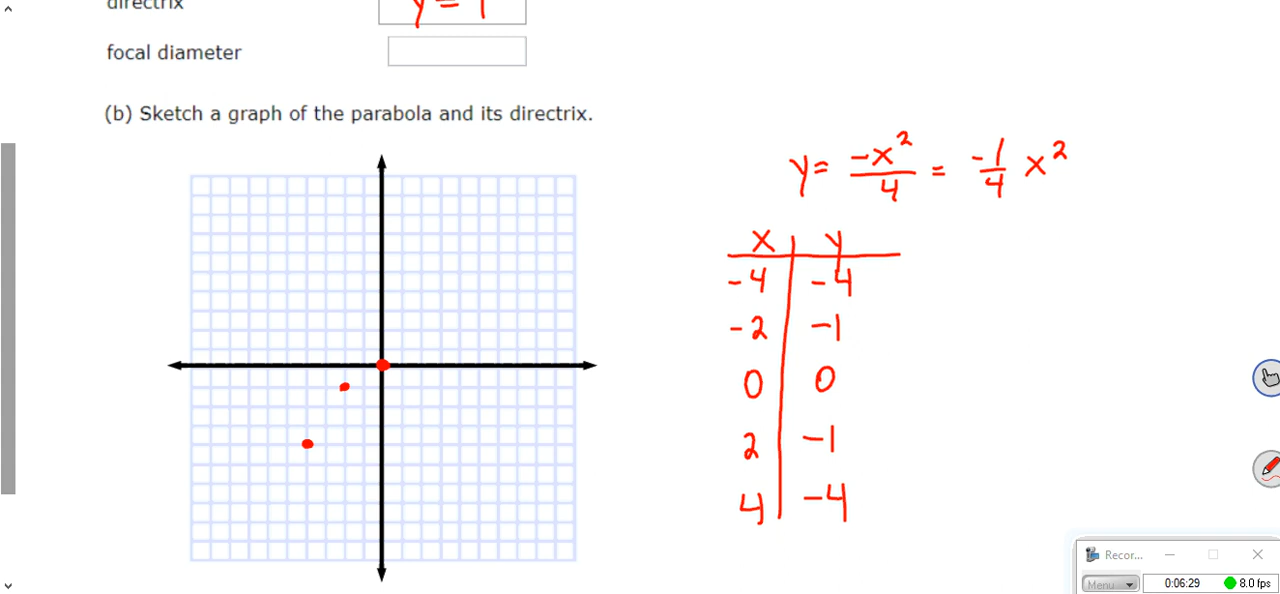 directrix
y = 1
focal diameter
(b) Sketch a graph of the parabola and its directrix.
y = -x²/4 = -1/4 x²
x y
-4 -4
-2 -1
0 0
2 -1
4 -4
Recor...
Menu 0:06:29 8.0 fps